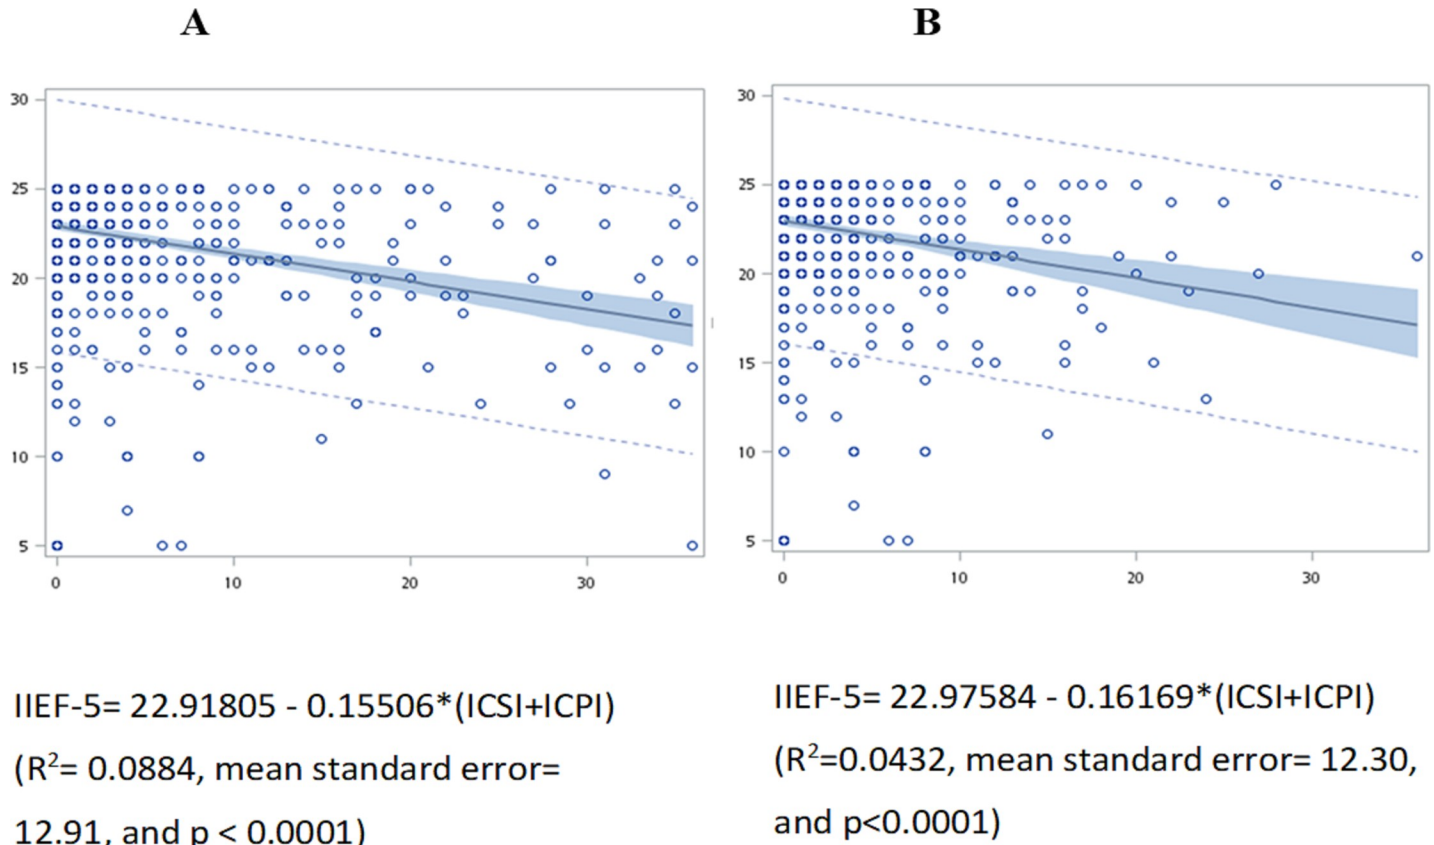 A
B
30
25
20
15
10
5
0
10
20
30
30
25
20
15
10
5
0
10
20
30
IIEF-5= 22.91805 - 0.15506*(ICSI+ICPI)
(R²= 0.0884, mean standard error=
12.91, and p < 0.0001)
IIEF-5= 22.97584 - 0.16169*(ICSI+ICPI)
(R²=0.0432, mean standard error= 12.30,
and p<0.0001)